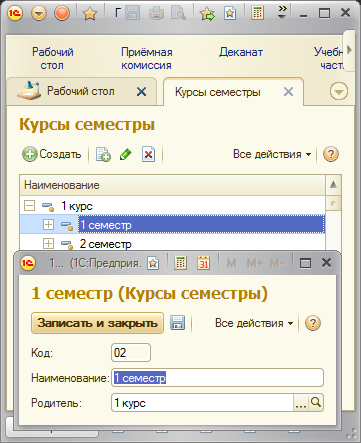 Г
Рабочий стол
Приёмная комиссия
Деканат
Учебн част
Рабочий стол
Курсы семестры
Курсы семестры
Создать
Все действия
Наименование
1 курс
1 семестр
2 семестр
1... (1С:Предприя.
M M+ M-
1 семестр (Курсы семестры)
Записать и закрыть
Все действия
Код: 02
Наименование: 1 семестр
Родитель: 1 курс ...